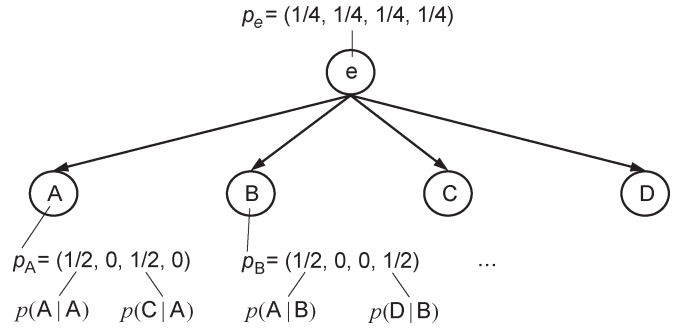 pₑ= (1/4, 1/4, 1/4, 1/4)
e
A B C D
p_A= (1/2, 0, 1/2, 0) p_B= (1/2, 0, 0, 1/2) ...
p(A|A) p(C|A) p(A|B) p(D|B)